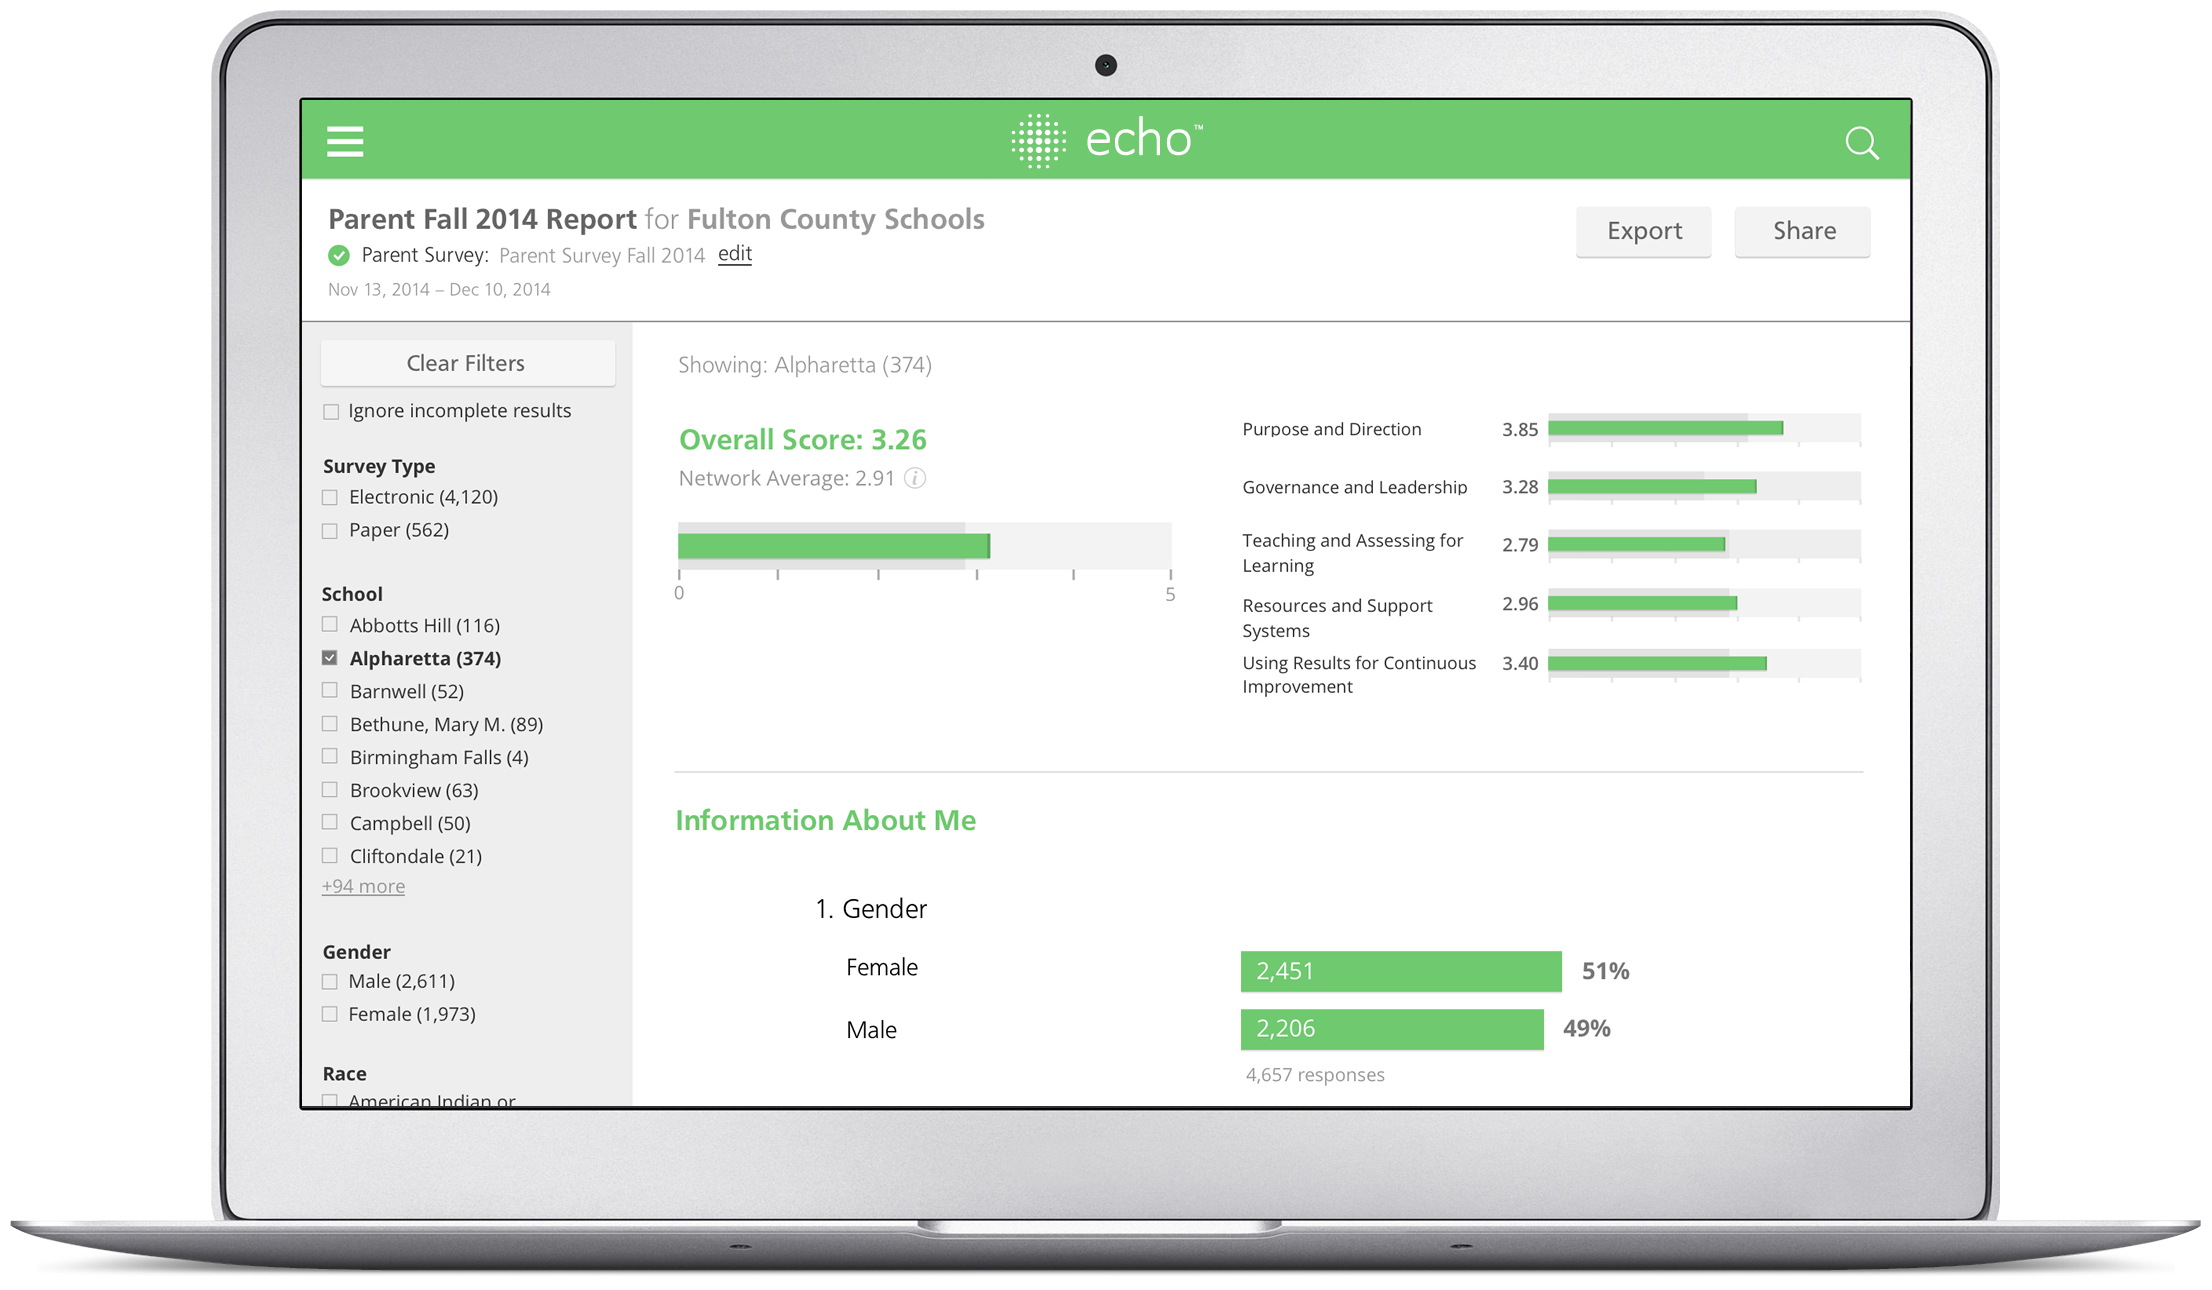 echo™
Parent Fall 2014 Report for Fulton County Schools
Parent Survey: Parent Survey Fall 2014 edit
Nov 13, 2014 – Dec 10, 2014
Export
Share
Clear Filters
Ignore incomplete results
Survey Type
Electronic (4,120)
Paper (562)
School
Abbotts Hill (116)
Alpharetta (374)
Barnwell (52)
Bethune, Mary M. (89)
Birmingham Falls (4)
Brookview (63)
Campbell (50)
Cliftondale (21)
+94 more
Gender
Male (2,611)
Female (1,973)
Race
American Indian or
Showing: Alpharetta (374)
Overall Score: 3.26
Network Average: 2.91 i
0 5
Purpose and Direction 3.85
Governance and Leadership 3.28
Teaching and Assessing for
Learning
2.79
Resources and Support
Systems
2.96
Using Results for Continuous
Improvement
3.40
Information About Me
1. Gender
Female 2,451 51%
Male 2,206 49%
4,657 responses